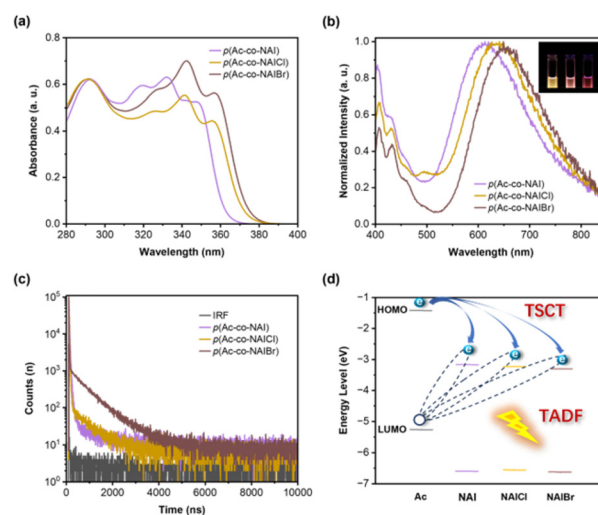 (a)
p(Ac-co-NAI)
p(Ac-co-NAICl)
p(Ac-co-NAIBr)
Absorbance (a. u.)
0.8
0.6
0.4
0.2
0.0
280 300 320 340 360 380 400
Wavelength (nm)
(b)
Normalized Intensity (a. u.)
1.0
0.8
0.6
0.4
0.2
0.0
p(Ac-co-NAI)
p(Ac-co-NAICl)
p(Ac-co-NAIBr)
400 500 600 700 800
Wavelength (nm)
(c)
Counts (n)
10^5
10^4
10^3
10^2
10^1
10^0
IRF
p(Ac-co-NAI)
p(Ac-co-NAICl)
p(Ac-co-NAIBr)
0 2000 4000 6000 8000 10000
Time (ns)
(d)
Energy Level (eV)
−1
−2
−3
−4
−5
−6
−7
HOMO
LUMO
e
e
e
e
TSCT
TADF
Ac NAI NAICl NAIBr